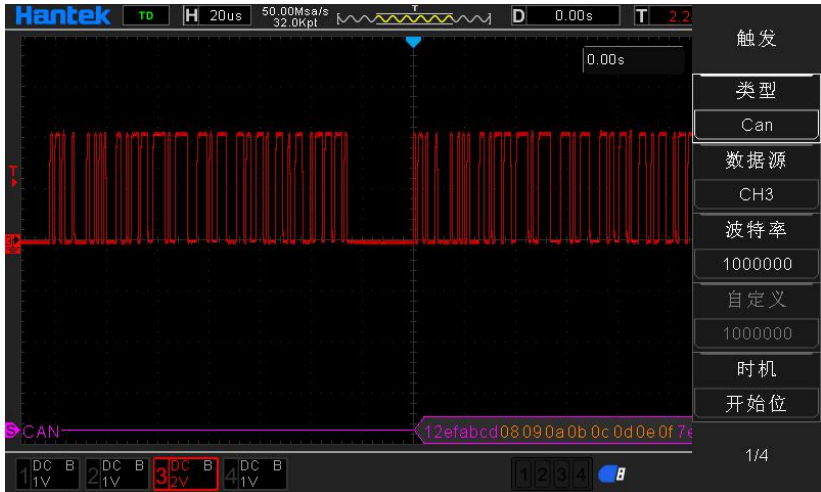 Hantek TD H 20us 50.00Msa/s 32.0Kpt T D 0.00s T 2.2
0.00s
T
触发
类型
Can
数据源
CH3
波特率
1000000
自定义
1000000
时机
开始位
1/4
S CAN 12efabcd 08 09 0a 0b 0c 0d 0e 0f 7e
1 DC B 1V 2 DC B 1V 3 DC B 2V 4 DC B 1V 1 2 3 4